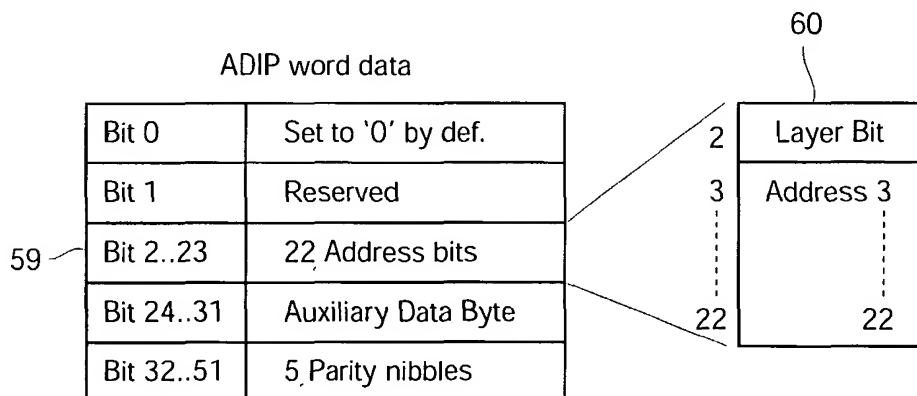 60
ADIP word data
Bit 0 Set to '0' by def.
Bit 1 Reserved
59 Bit 2..23 22 Address bits
Bit 24..31 Auxiliary Data Byte
Bit 32..51 5 Parity nibbles
2 Layer Bit
3 Address 3
22 22